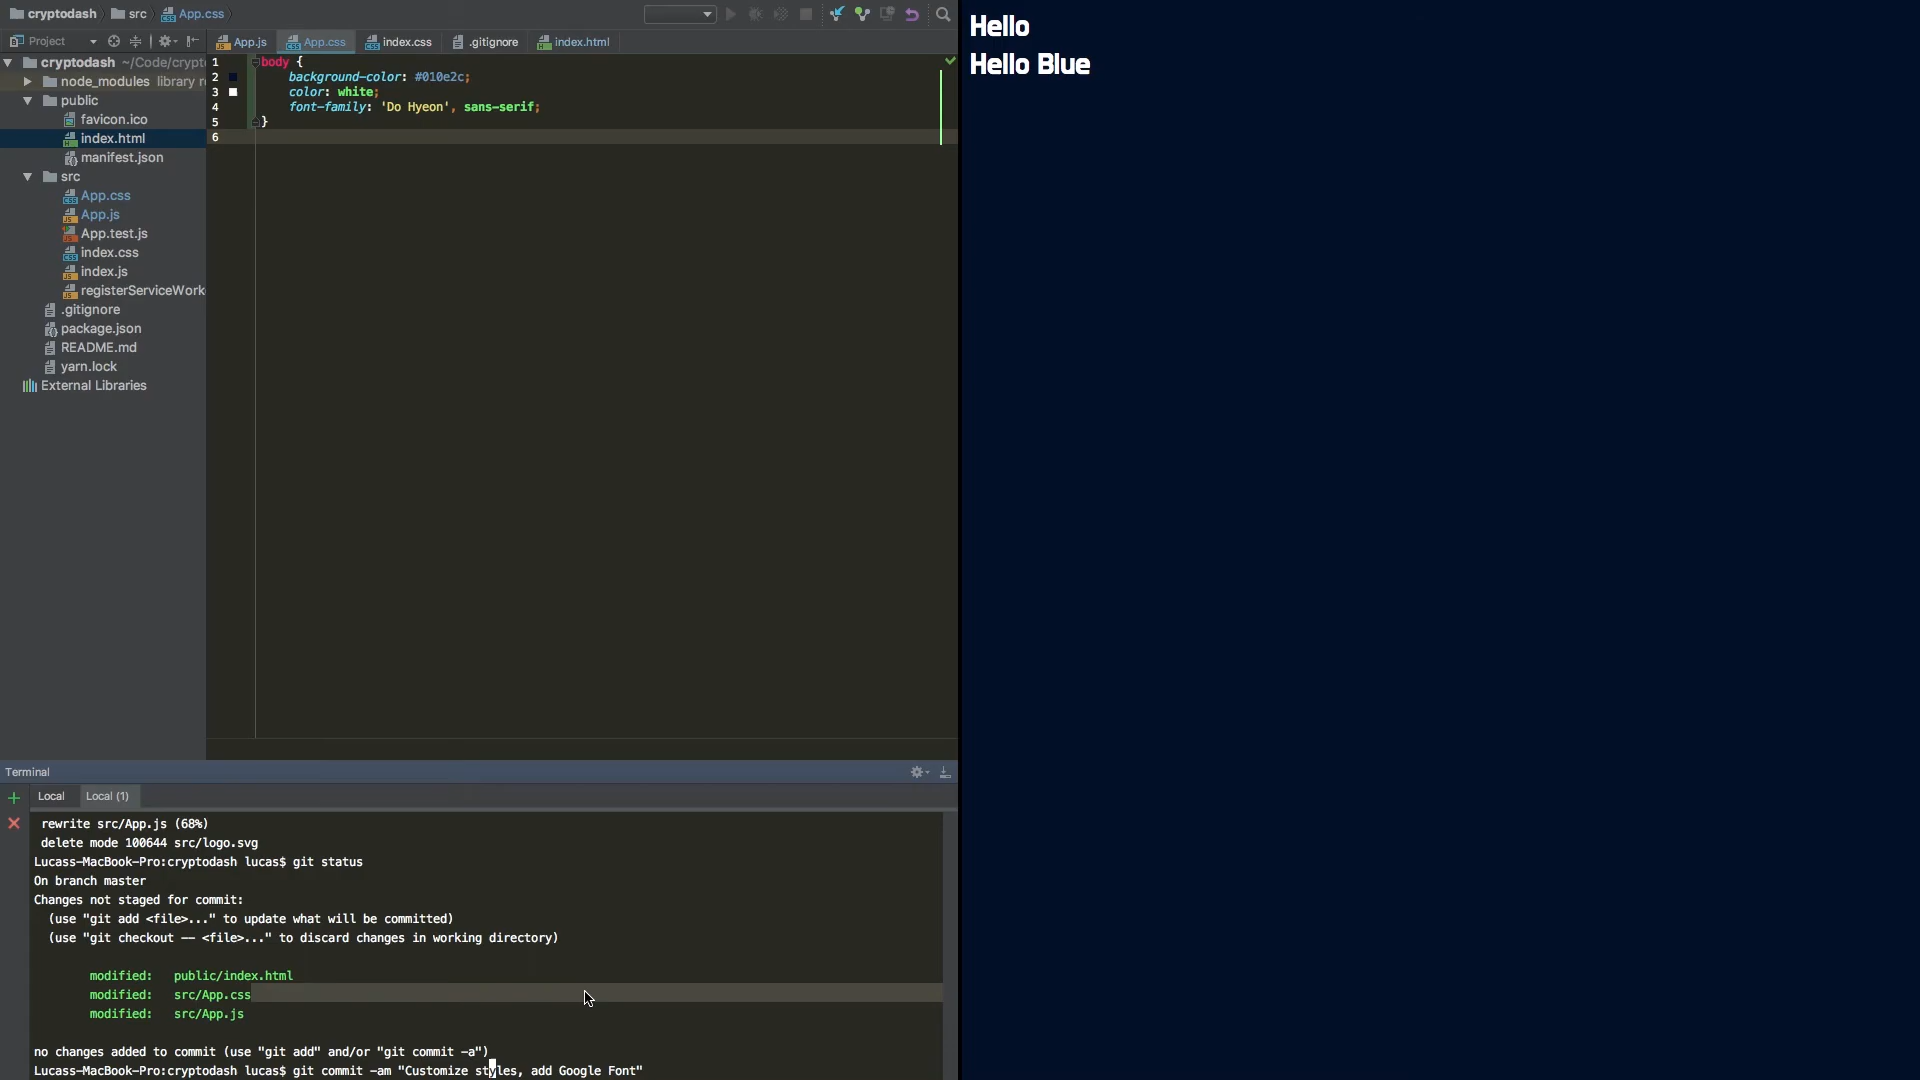 cryptodash src App.css
Project
App.js App.css index.css .gitignore index.html
cryptodash ~/Code/crypt
node_modules library r
public
favicon.ico
index.html
manifest.json
src
App.css
App.js
App.test.js
index.css
index.js
registerServiceWork
.gitignore
package.json
README.md
yarn.lock
External Libraries
1 body {
2 background-color: #010e2c;
3 color: white;
4 font-family: 'Do Hyeon', sans-serif;
5 }
6
Hello
Hello Blue
Terminal
Local Local (1)
rewrite src/App.js (68%)
delete mode 100644 src/logo.svg
Lucass-MacBook-Pro:cryptodash lucas$ git status
On branch master
Changes not staged for commit:
(use "git add <file>..." to update what will be committed)
(use "git checkout -- <file>..." to discard changes in working directory)
modified: public/index.html
modified: src/App.css
modified: src/App.js
no changes added to commit (use "git add" and/or "git commit -a")
Lucass-MacBook-Pro:cryptodash lucas$ git commit -am "Customize styles, add Google Font"